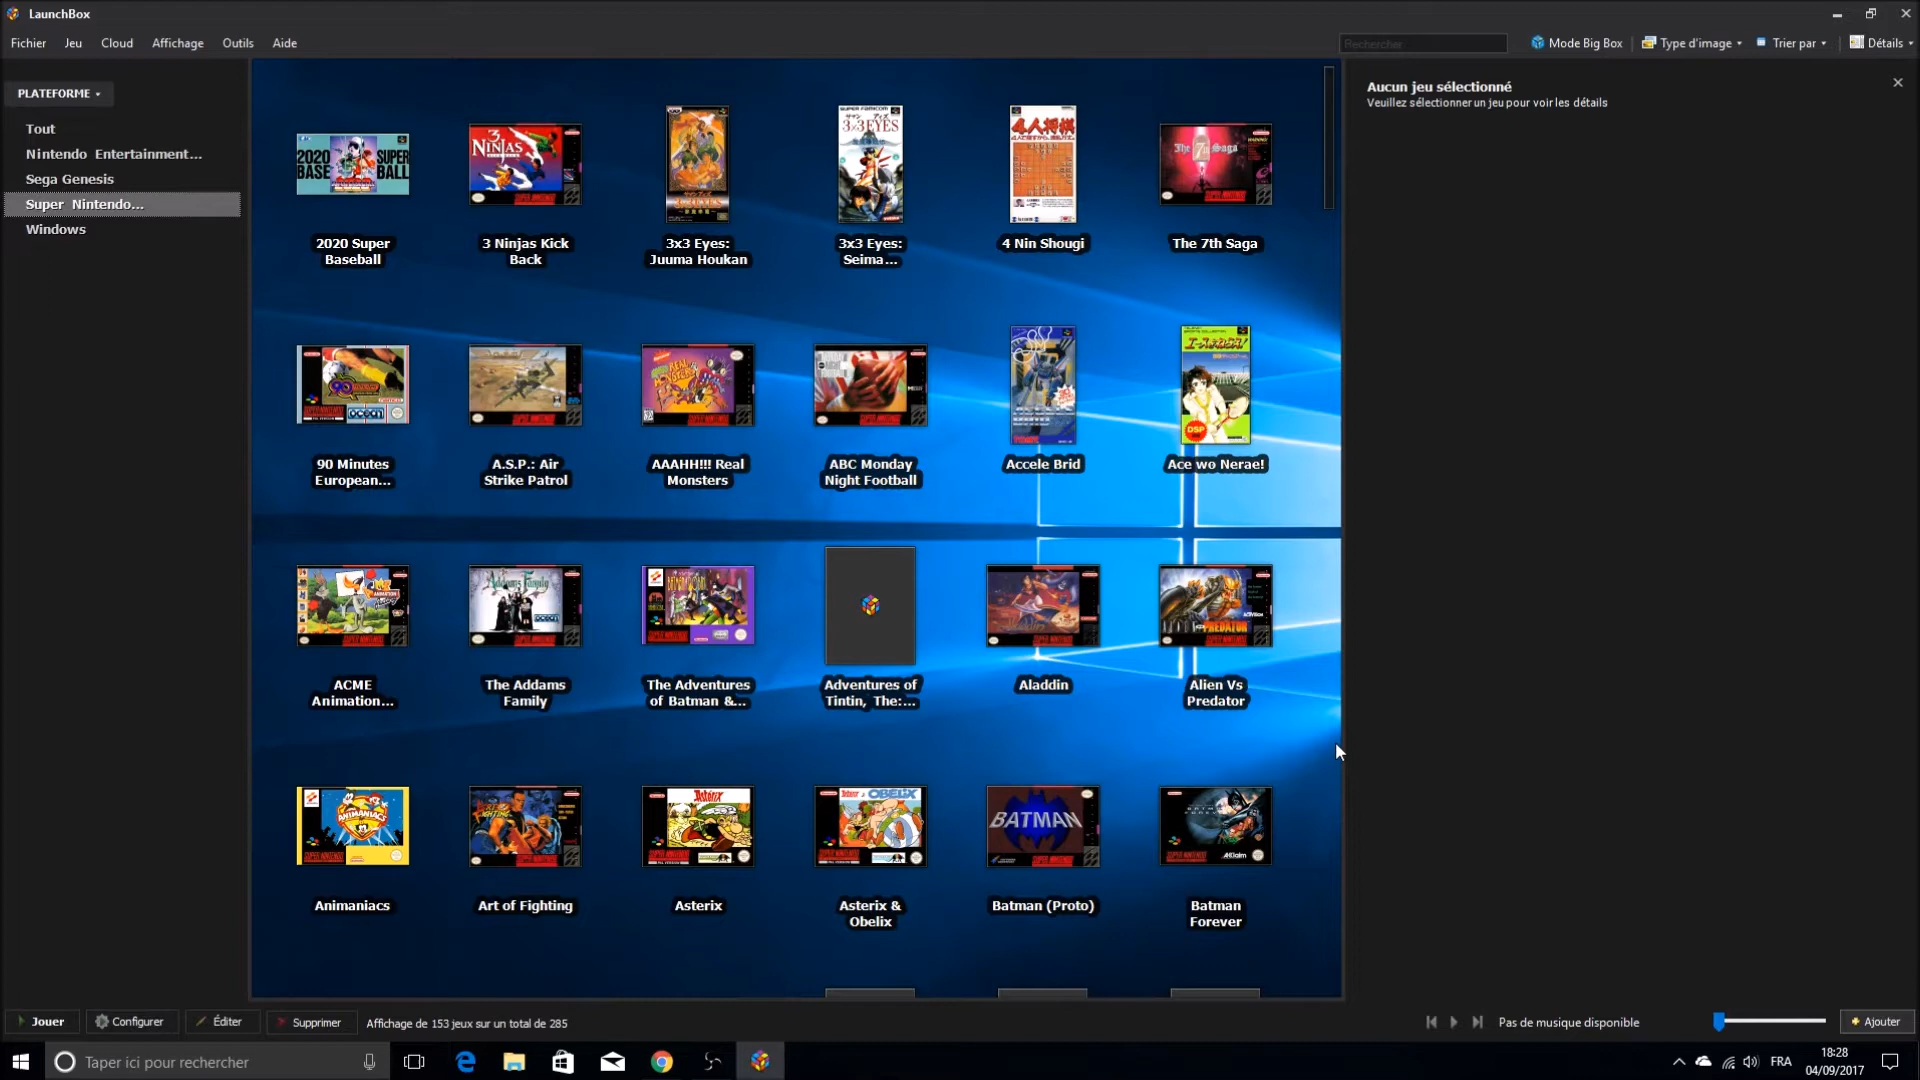 LaunchBox
Fichier Jeu Cloud Affichage Outils Aide
Rechercher
Mode Big Box
Type d'image
Trier par
Détails
PLATEFORME
Tout
Nintendo Entertainment...
Sega Genesis
Super Nintendo...
Windows
2020 Super
Baseball
3 Ninjas Kick
Back
3x3 Eyes:
Juuma Houkan
3x3 Eyes:
Seima...
4 Nin Shougi
The 7th Saga
90 Minutes
European...
A.S.P.: Air
Strike Patrol
AAAHH!!! Real
Monsters
ABC Monday
Night Football
Accele Brid
Ace wo Nerae!
ACME
Animation...
The Addams
Family
The Adventures
of Batman &...
Adventures of
Tintin, The:...
Aladdin
Alien Vs
Predator
Animaniacs
Art of Fighting
Asterix
Asterix &
Obelix
Batman (Proto)
Batman
Forever
Aucun jeu sélectionné
Veuillez sélectionner un jeu pour voir les détails
Jouer
Configurer
Éditer
Supprimer
Affichage de 153 jeux sur un total de 285
Pas de musique disponible
Ajouter
Taper ici pour rechercher
FRA
18:28
04/09/2017